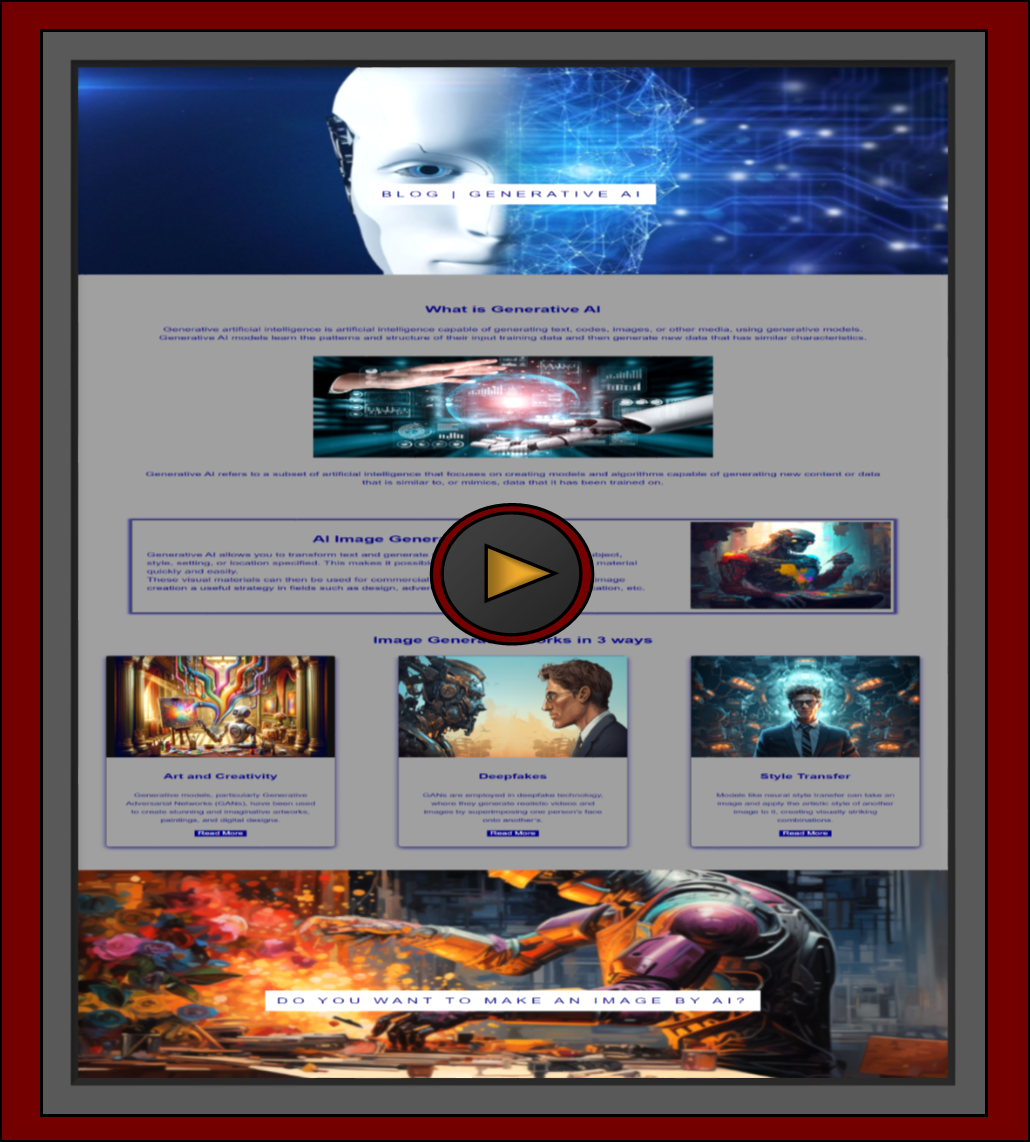 BLOG | GENERATIVE AI
What is Generative AI
Generative artificial intelligence is artificial intelligence capable of generating text, codes, images, or other media, using generative models.
Generative AI models learn the patterns and structure of their input training data and then generate new data that has similar characteristics.
Generative AI refers to a subset of artificial intelligence that focuses on creating models and algorithms capable of generating new content or data
that is similar to, or mimics, data that it has been trained on.
AI Image Gener
Generative AI allows you to transform text and generate bject,
style, setting, or location specified. This makes it possibl material
quickly and easily.
These visual materials can then be used for commercial image
creation a useful strategy in fields such as design, adver cation, etc.
Image Genera rks in 3 ways
Art and Creativity
Generative models, particularly Generative
Adversarial Networks (GANs), have been used
to create stunning and imaginative artworks,
paintings, and digital designs.
Read More
Deepfakes
GANs are employed in deepfake technology,
where they generate realistic videos and
images by superimposing one person's face
onto another's.
Read More
Style Transfer
Models like neural style transfer can take an
image and apply the artistic style of another
image to it, creating visually striking
combinations.
Read More
DO YOU WANT TO MAKE AN IMAGE BY AI?